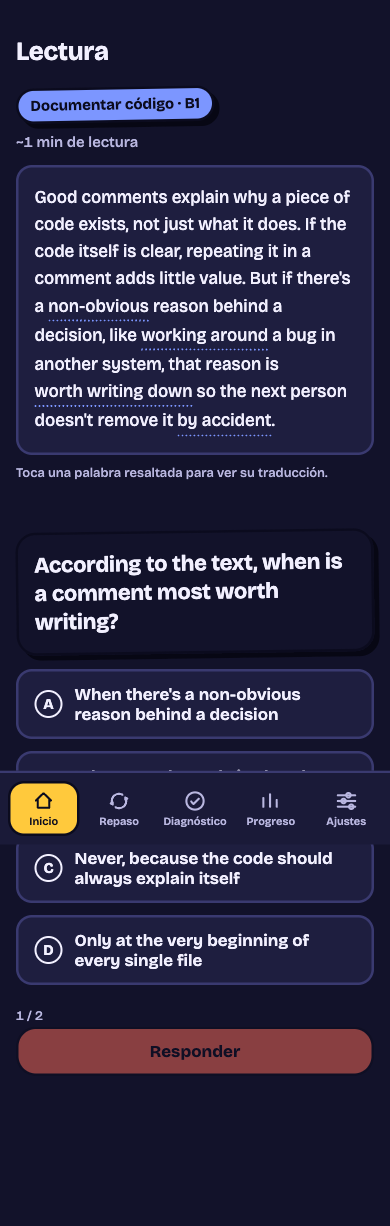 Lectura
Documentar código · B1
~1 min de lectura
Good comments explain why a piece of
code exists, not just what it does. If the
code itself is clear, repeating it in a
comment adds little value. But if there's
a non-obvious reason behind a
decision, like working around a bug in
another system, that reason is
worth writing down so the next person
doesn't remove it by accident.
Toca una palabra resaltada para ver su traducción.
According to the text, when is
a comment most worth
writing?
A When there's a non-obvious
reason behind a decision
Inicio Repaso Diagnóstico Progreso Ajustes
C Never, because the code should
always explain itself
D Only at the very beginning of
every single file
1 / 2
Responder